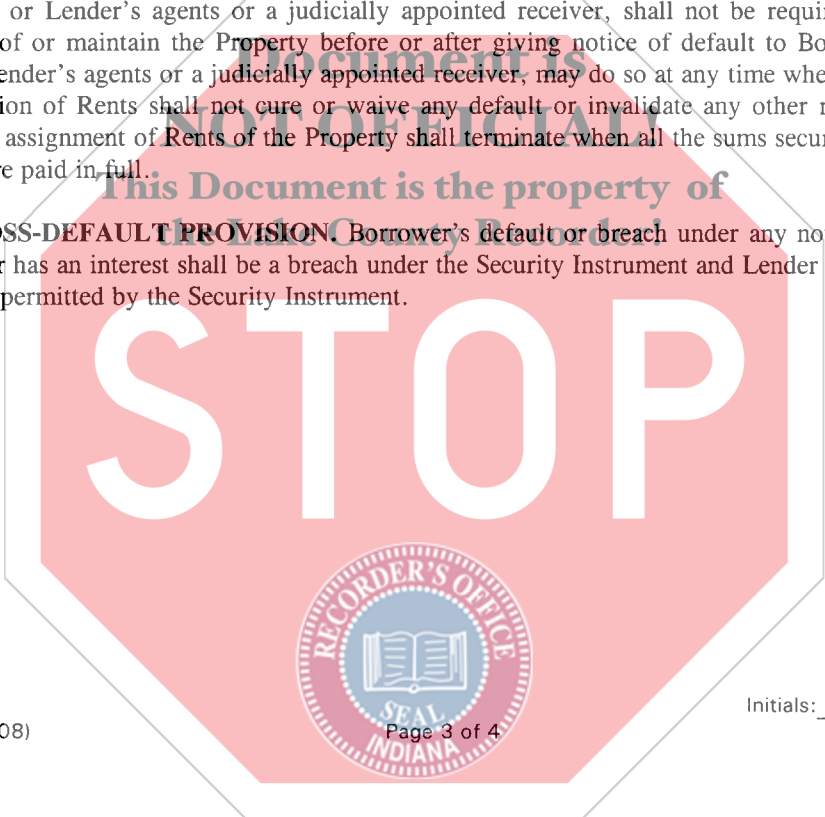 or Lender's agents or a judicially appointed receiver, shall not be requi
of or maintain the Property before or after giving notice of default to Bo
ender's agents or a judicially appointed receiver, may do so at any time whe
ion of Rents shall not cure or waive any default or invalidate any other r
assignment of Rents of the Property shall terminate when all the sums secu
e paid in full.
Document is
NOT OFFICIAL!
This Document is the property of
the Lake County Recorder!
SS-DEFAULT PROVISION. Borrower's default or breach under any no
r has an interest shall be a breach under the Security Instrument and Lender
permitted by the Security Instrument.
STOP
RECORDER'S OFFICE
SEAL
INDIANA
Initials:_
08)
Page 3 of 4